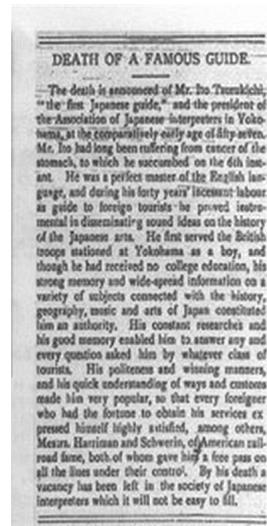 DEATH OF A FAMOUS GUIDE.
The death is announced of Mr. Ito Tsurukichi,
"the first Japanese guide," and the president of
the Association of Japanese interpreters in Yoko-
hama, at the comparatively early age of fifty-seven.
Mr. Ito had long been suffering from cancer of the
stomach, to which he succumbed on the 6th inst-
ant. He was a perfect master of the English lan-
guage, and during his forty years' incessant labour
as guide to foreign tourists he proved instru-
mental in disseminating sound ideas on the history
of the Japanese arts. He first served the British
troops stationed at Yokohama as a boy, and
though he had received no college education, his
strong memory and wide-spread information on a
variety of subjects connected with the history,
geography, music and arts of Japan constituted
him an authority. His constant researches and
his good memory enabled him to answer any and
every question asked him by whatever class of
tourists. His politeness and winning manners,
and his quick understanding of ways and customs
made him very popular, so that every foreigner
who had the fortune to obtain his services ex
pressed himself highly satisfied, among others,
Messrs. Harriman and Schwerin, of American rail-
road fame, both of whom gave him a free pass on
all the lines under their control. By his death a
vacancy has been left in the society of Japanese
interpreters which it will not be easy to fill.